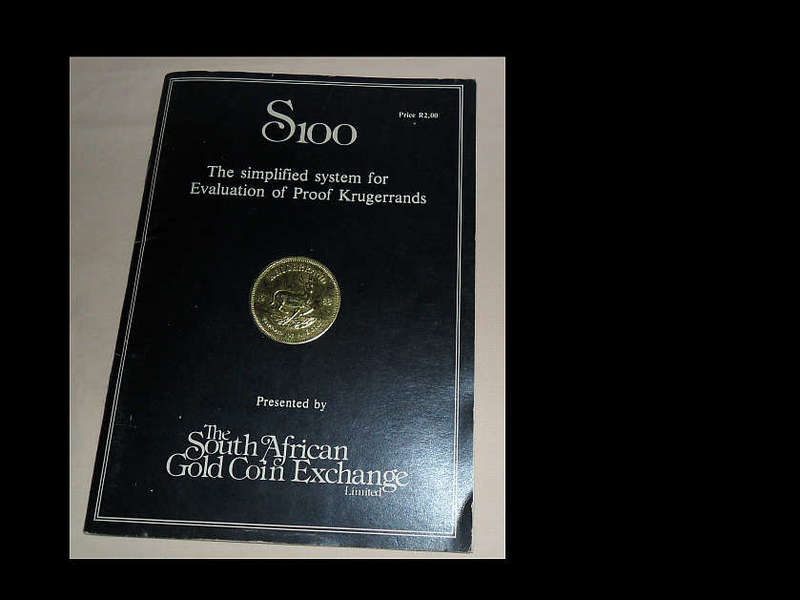 S100
Price R2,00
The simplified system for
Evaluation of Proof Krugerrands
KRUGERRAND
Presented by
The
South African
Gold Coin Exchange
Limited